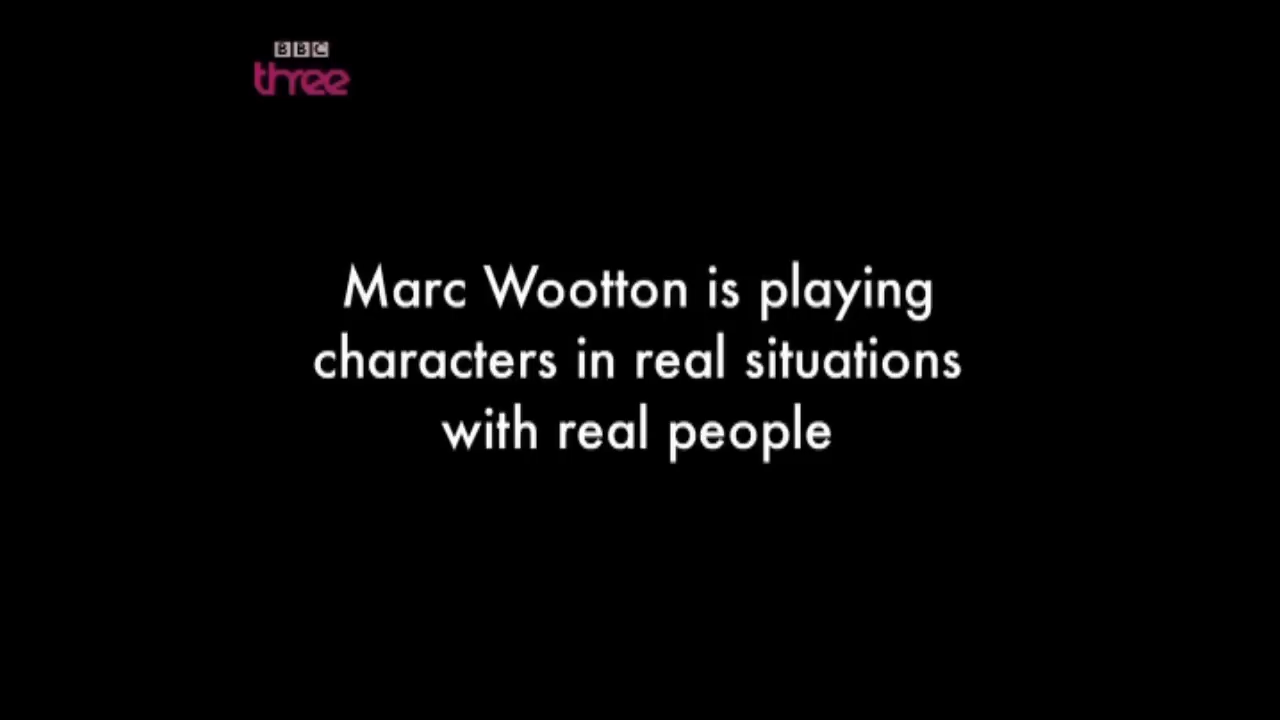 BBC
three
Marc Wootton is playing
characters in real situations
with real people